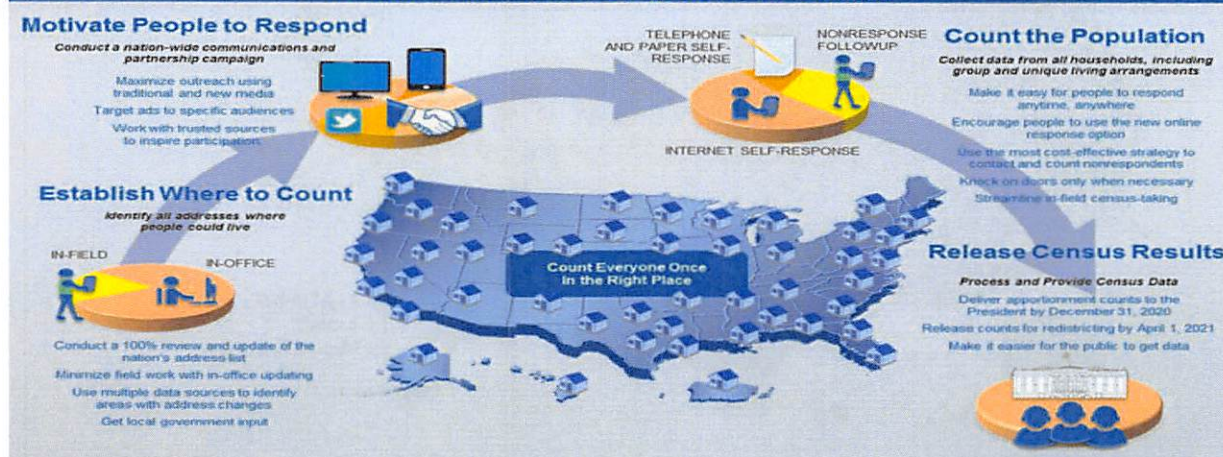 Motivate People to Respond
Conduct a nation-wide communications and
partnership campaign
Maximize outreach using
traditional and new media
Target ads to specific audiences
Work with trusted sources
to inspire participation
Establish Where to Count
Identify all addresses where
people could live
IN-FIELD
IN-OFFICE
Conduct a 100% review and update of the
nation's address list
Minimize field work with in-office updating
Use multiple data sources to identify
areas with address changes
Get local government input
TELEPHONE
AND PAPER SELF-
RESPONSE
NONRESPONSE
FOLLOWUP
INTERNET SELF-RESPONSE
Count Everyone Once
In the Right Place
Count the Population
Collect data from all households, including
group and unique living arrangements
Make it easy for people to respond
anytime, anywhere
Encourage people to use the new online
response option
Use the most cost-effective strategy to
contact and count nonrespondents
Knock on doors only when necessary
Streamline in-field census-taking
Release Census Results
Process and Provide Census Data
Deliver apportionment counts to the
President by December 31, 2020
Release counts for redistricting by April 1, 2021
Make it easier for the public to get data